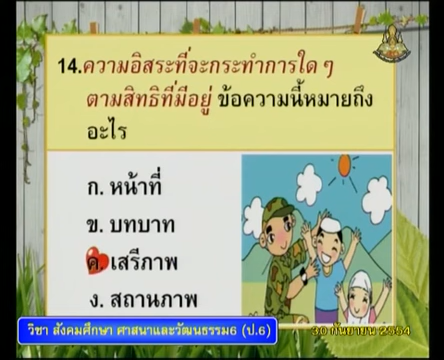 14.ความอิสระที่จะกระทำการใด ๆ
ตามสิทธิที่มีอยู่ ข้อความนี้หมายถึง
อะไร
ก. หน้าที่
ข. บทบาท
ค. เสรีภาพ
ง. สถานภาพ
วิชา สังคมศึกษา ศาสนาและวัฒนธรรม6 (ป.6)
30 กันยายน 2554